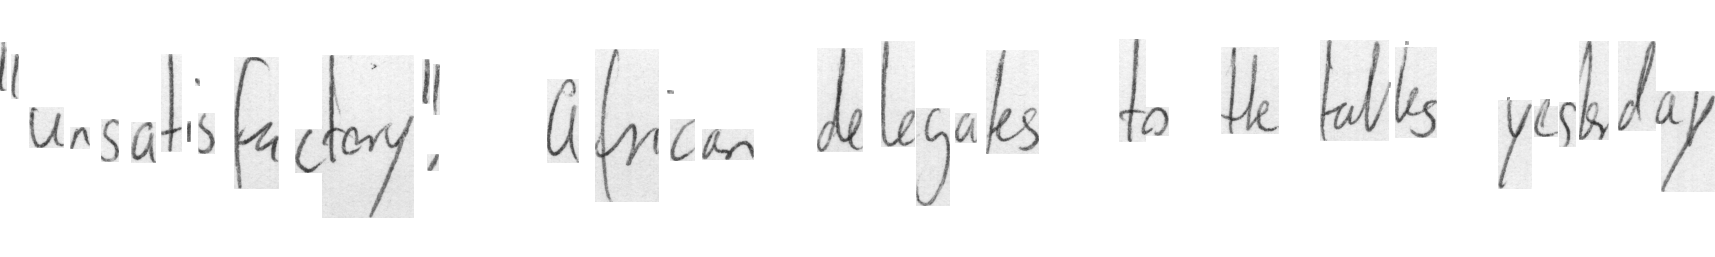 "unsatisfactory". African delegates to the talks yesterday